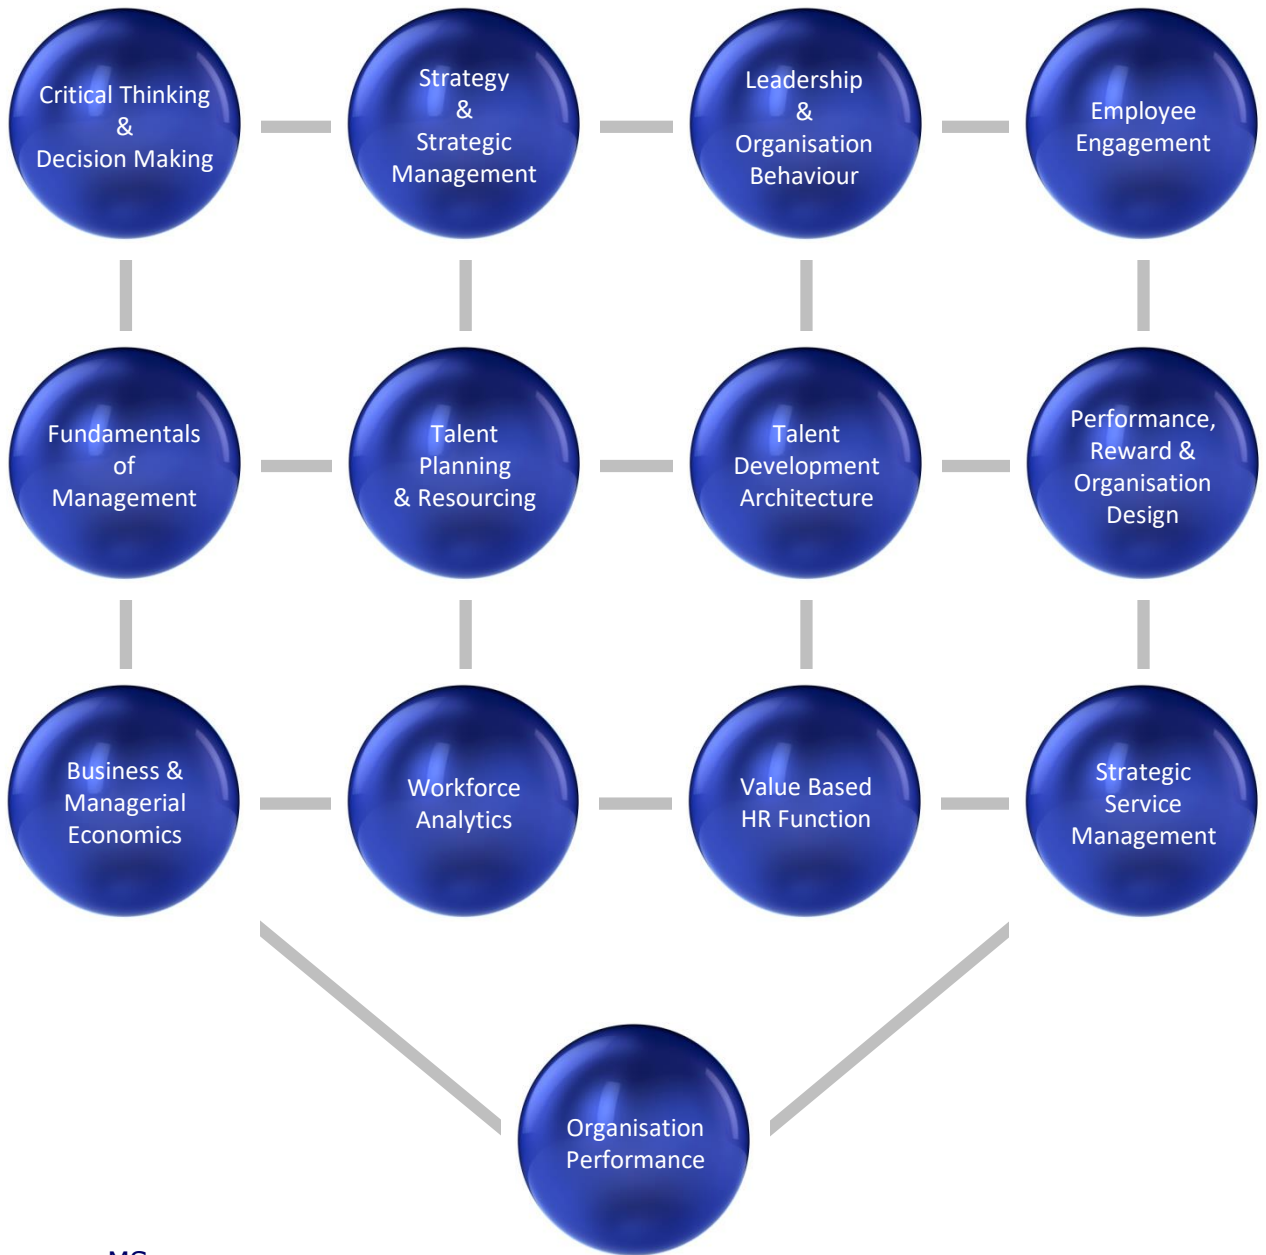 Critical Thinking
&
Decision Making
Strategy
&
Strategic
Management
Leadership
&
Organisation
Behaviour
Employee
Engagement
Fundamentals
of
Management
Talent
Planning
& Resourcing
Talent
Development
Architecture
Performance,
Reward &
Organisation
Design
Business &
Managerial
Economics
Workforce
Analytics
Value Based
HR Function
Strategic
Service
Management
Organisation
Performance